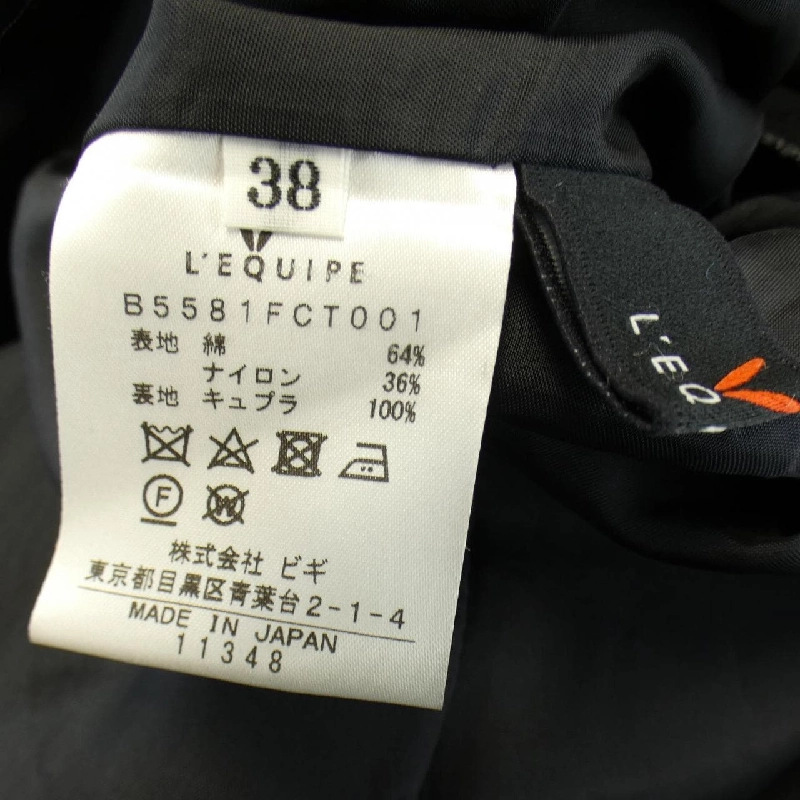 38
L'EQUIPE
B5581FCT001
表地 綿 64%
ナイロン 36%
裏地 キュプラ 100%
F W
株式会社 ビギ
東京都目黒区青葉台2-1-4
MADE IN JAPAN
11348
L'EQ